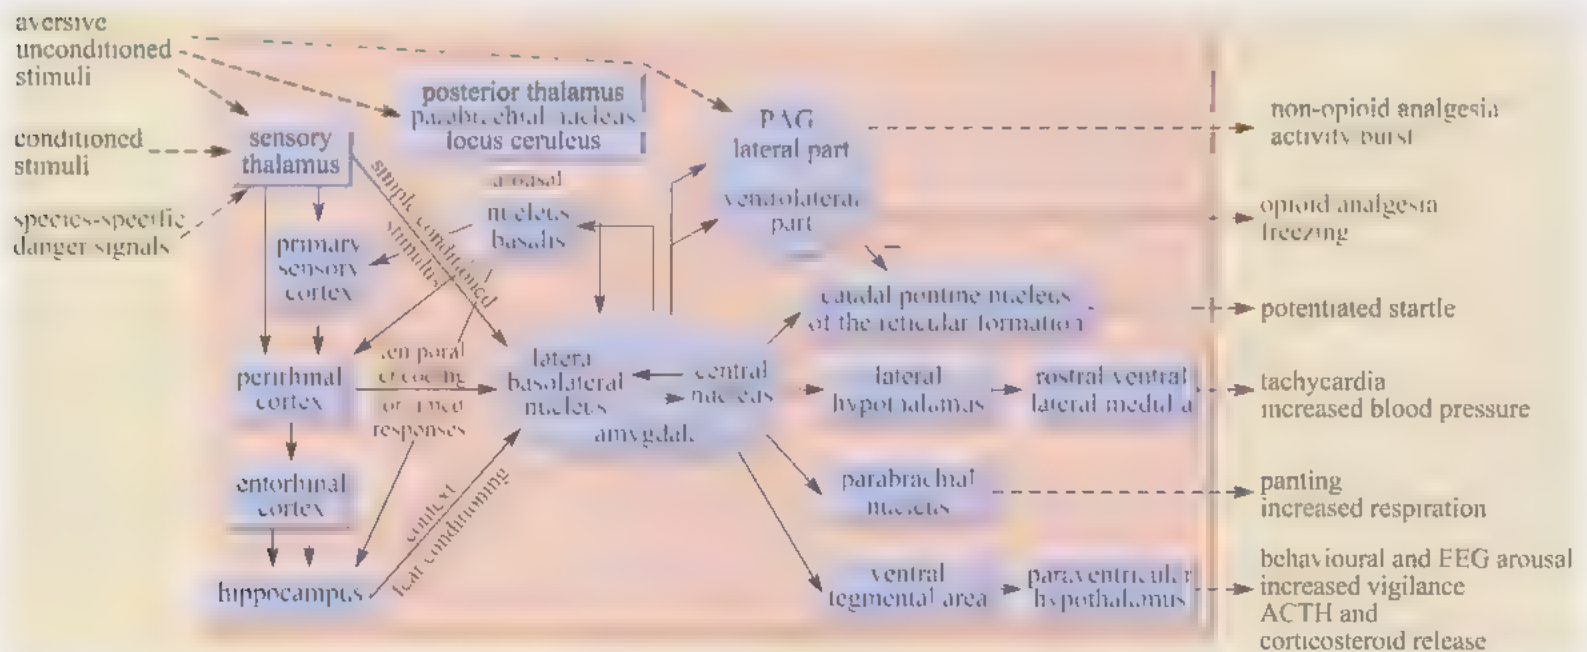 aversive
unconditioned
stimuli
conditioned
stimuli
species-specific
danger signals
sensory
thalamus
posterior thalamus
parabrachial nucleus
locus ceruleus
arousal
nucleus
basalis
primary
sensory
cortex
simple conditioned
stimulus
perirhinal
cortex
temporal
encoding
of timed
responses
entorhinal
cortex
hippocampus
context
fear conditioning
PAG
lateral part
ventrolateral
part
lateral
basolateral
nucleus
central
nucleus
amygdala
caudal pontine nucleus
of the reticular formation
lateral
hypothalamus
rostral ventral
lateral medulla
parabrachial
nucleus
ventral
tegmental area
paraventricular
hypothalamus
non-opioid analgesia
activity burst
opioid analgesia
freezing
potentiated startle
tachycardia
increased blood pressure
panting
increased respiration
behavioural and EEG arousal
increased vigilance
ACTH and
corticosteroid release